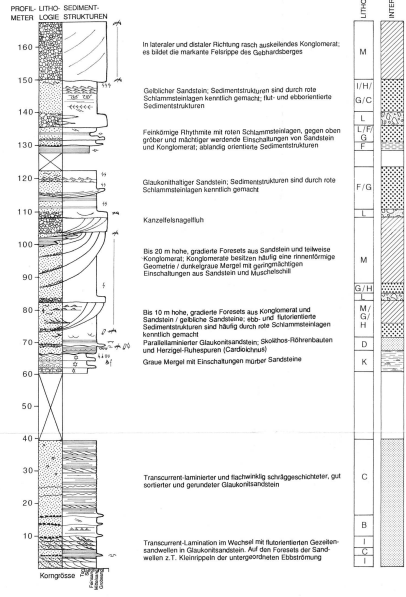 PROFIL- LITHO- SEDIMENT-
METER LOGIE STRUKTUREN
LITHO
INTER
160
In lateraler und distaler Richtung rasch auskeilendes Konglomerat;
es bildet die markante Felsrippe des Gebhardsberges
M
150
Gelblicher Sandstein; Sedimentstrukturen sind durch rote
Schlammsteinlagen kenntlich gemacht; flut- und ebborientierte
Sedimentstrukturen
I/H/
G/C
140
L
Feinkörnige Rhythmite mit roten Schlammsteinlagen, gegen oben
gröber und mächtiger werdende Einschaltungen von Sandstein
und Konglomerat; ablandig orientierte Sedimentstrukturen
L/F/
G
F
130
120
Glaukonithaltiger Sandstein; Sedimentstrukturen sind durch rote
Schlammsteinlagen kenntlich gemacht
F/G
110
Kanzelfelsnagelfluh
L
100
Bis 20 m hohe, gradierte Foresets aus Sandstein und teilweise
Konglomerat; Konglomerate besitzen häufig eine rinnenförmige
Geometrie / dunkelgraue Mergel mit geringmächtigen
Einschaltungen aus Sandstein und Muschelschill
M
90
G/H
L
80
Bis 10 m hohe, gradierte Foresets aus Konglomerat und
Sandstein / gelbliche Sandsteine; ebb- und flutorientierte
Sedimentstrukturen sind häufig durch rote Schlammsteinlagen
kenntlich gemacht
M/
G/
H
70
Parallellaminierter Glaukonitsandstein; Skolithos-Röhrenbauten
und Herzigel-Ruhespuren (Cardioichnus)
D
Graue Mergel mit Einschaltungen mürber Sandsteine
K
60
50
40
30
Transcurrent-laminierter und flachwinklig schräggeschichteter, gut
sortierter und gerundeter Glaukonitsandstein
C
20
10
B
Transcurrent-Lamination im Wechsel mit flutorientierten Gezeiten-
sandwellen in Glaukonitsandstein. Auf den Foresets der Sand-
wellen z.T. Kleinrippeln der untergeordneten Ebbströmung
I
C
I
Korngrösse